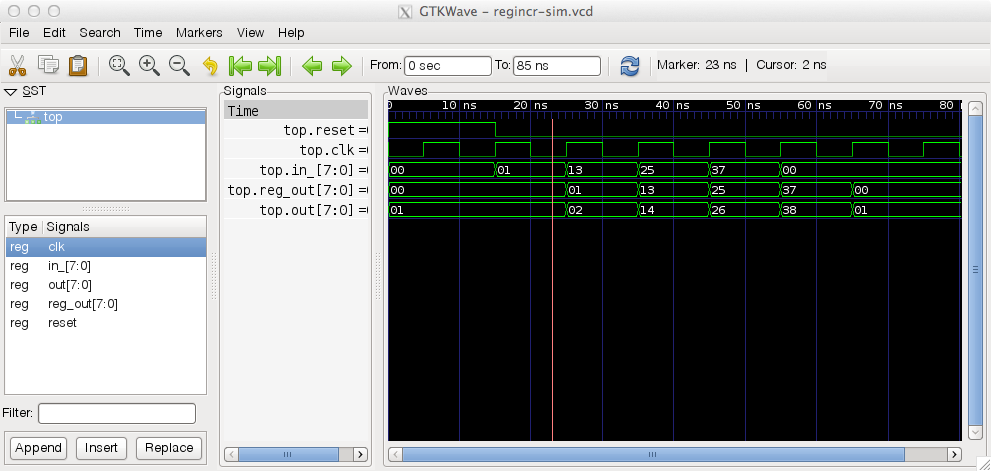 GTKWave - regincr-sim.vcd
File Edit Search Time Markers View Help
From: 0 sec To: 85 ns Marker: 23 ns | Cursor: 2 ns
SST
top
Type Signals
reg clk
reg in_[7:0]
reg out[7:0]
reg reg_out[7:0]
reg reset
Filter:
Append Insert Replace
Signals
Time
top.reset =
top.clk =
top.in_[7:0] =
top.reg_out[7:0] =
top.out[7:0] =
Waves
0 10 ns 20 ns 30 ns 40 ns 50 ns 60 ns 70 ns 80
00 01 13 25 37 00
00 01 13 25 37 00
01 02 14 26 38 01